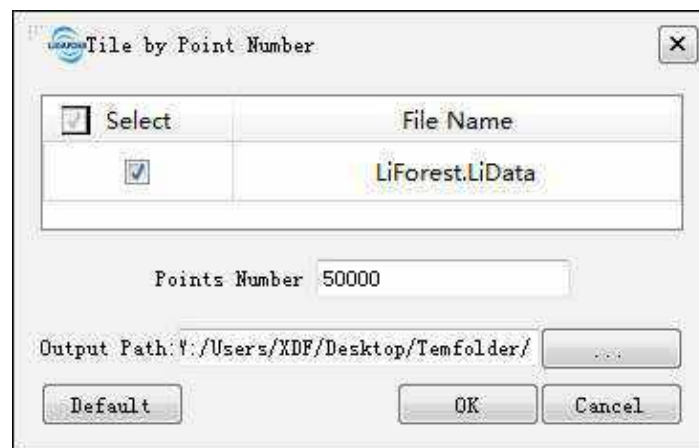 Tile by Point Number
Select File Name
LiForest.LiData
Points Number 50000
Output Path: :/Users/XDF/Desktop/Temfolder/ ...
Default OK Cancel